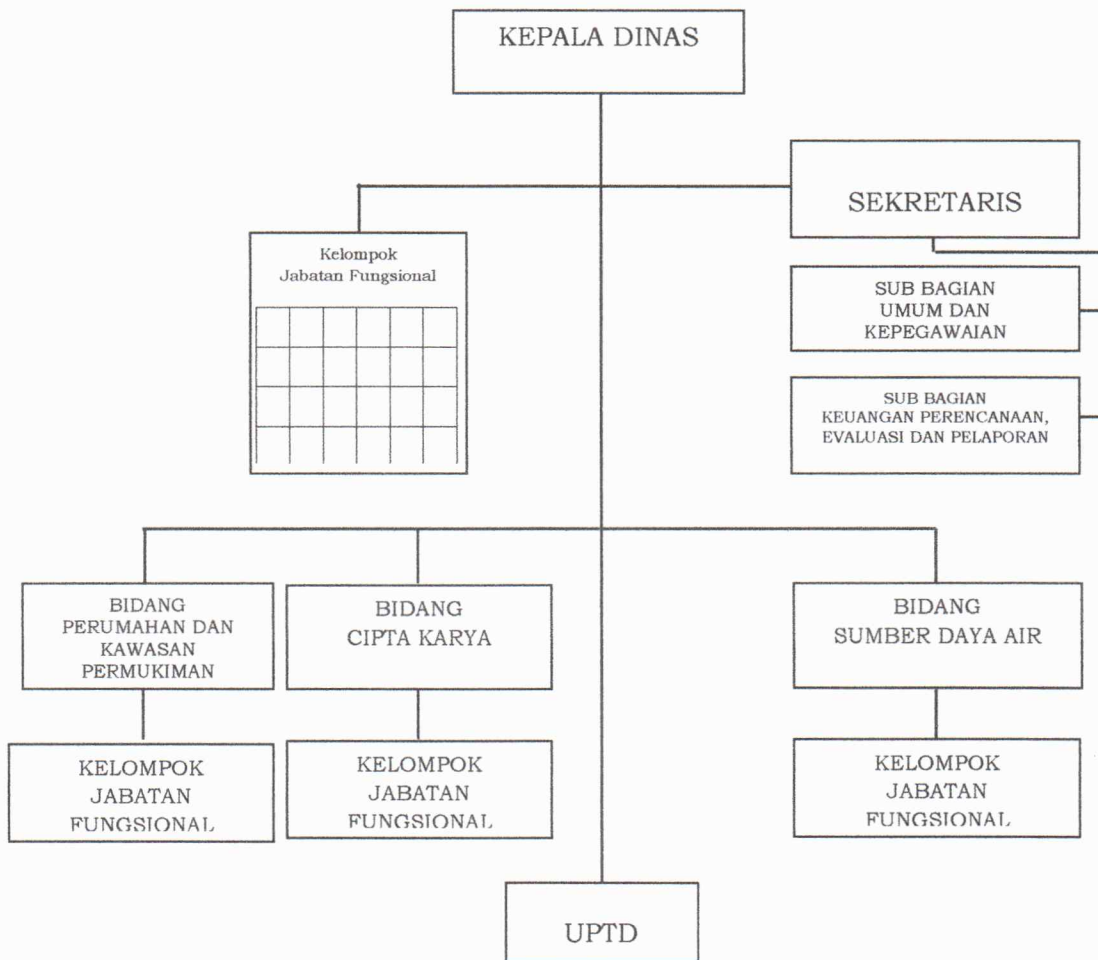 KEPALA DINAS
SEKRETARIS
Kelompok
Jabatan Fungsional
SUB BAGIAN
UMUM DAN
KEPEGAWAIAN
SUB BAGIAN
KEUANGAN PERENCANAAN,
EVALUASI DAN PELAPORAN
BIDANG
PERUMAHAN DAN
KAWASAN
PERMUKIMAN
BIDANG
CIPTA KARYA
BIDANG
SUMBER DAYA AIR
KELOMPOK
JABATAN
FUNGSIONAL
KELOMPOK
JABATAN
FUNGSIONAL
KELOMPOK
JABATAN
FUNGSIONAL
UPTD